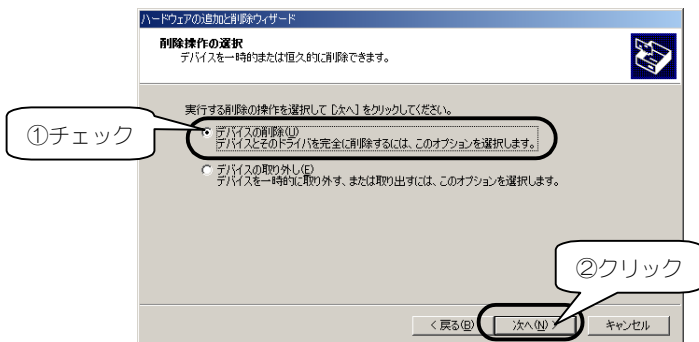 ハードウェアの追加と削除ウィザード
削除操作の選択
デバイスを一時的または恒久的に削除できます。
実行する削除の操作を選択して [次へ] をクリックしてください。
①チェック
デバイスの削除(U)
デバイスとそのドライバを完全に削除するには、このオプションを選択します。
デバイスの取り外し(E)
デバイスを一時的に取り外す、または取り出すには、このオプションを選択します。
②クリック
< 戻る(B)
次へ(N) >
キャンセル